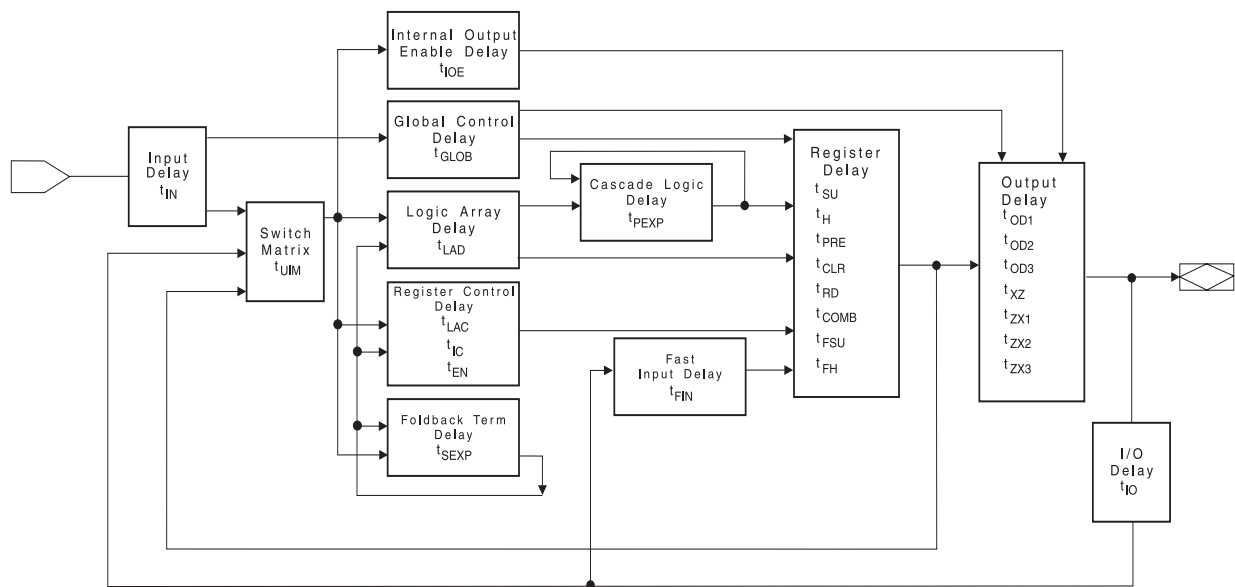 Internal Output
Enable Delay
tIOE
Global Control
Delay
tGLOB
Input
Delay
tIN
Switch
Matrix
tUIM
Logic Array
Delay
tLAD
Cascade Logic
Delay
tPEXP
Register Control
Delay
tLAC
tIC
tEN
Foldback Term
Delay
tSEXP
Fast
Input Delay
tFIN
Register
Delay
tSU
tH
tPRE
tCLR
tRD
tCOMB
tFSU
tFH
Output
Delay
tOD1
tOD2
tOD3
tXZ
tZX1
tZX2
tZX3
I/O
Delay
tIO